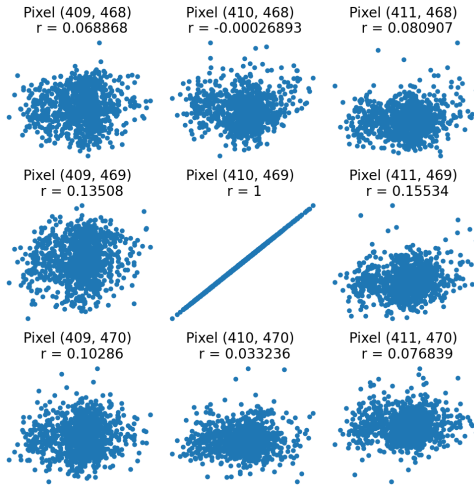 Pixel (409, 468)
r = 0.068868
Pixel (410, 468)
r = -0.00026893
Pixel (411, 468)
r = 0.080907
Pixel (409, 469)
r = 0.13508
Pixel (410, 469)
r = 1
Pixel (411, 469)
r = 0.15534
Pixel (409, 470)
r = 0.10286
Pixel (410, 470)
r = 0.033236
Pixel (411, 470)
r = 0.076839